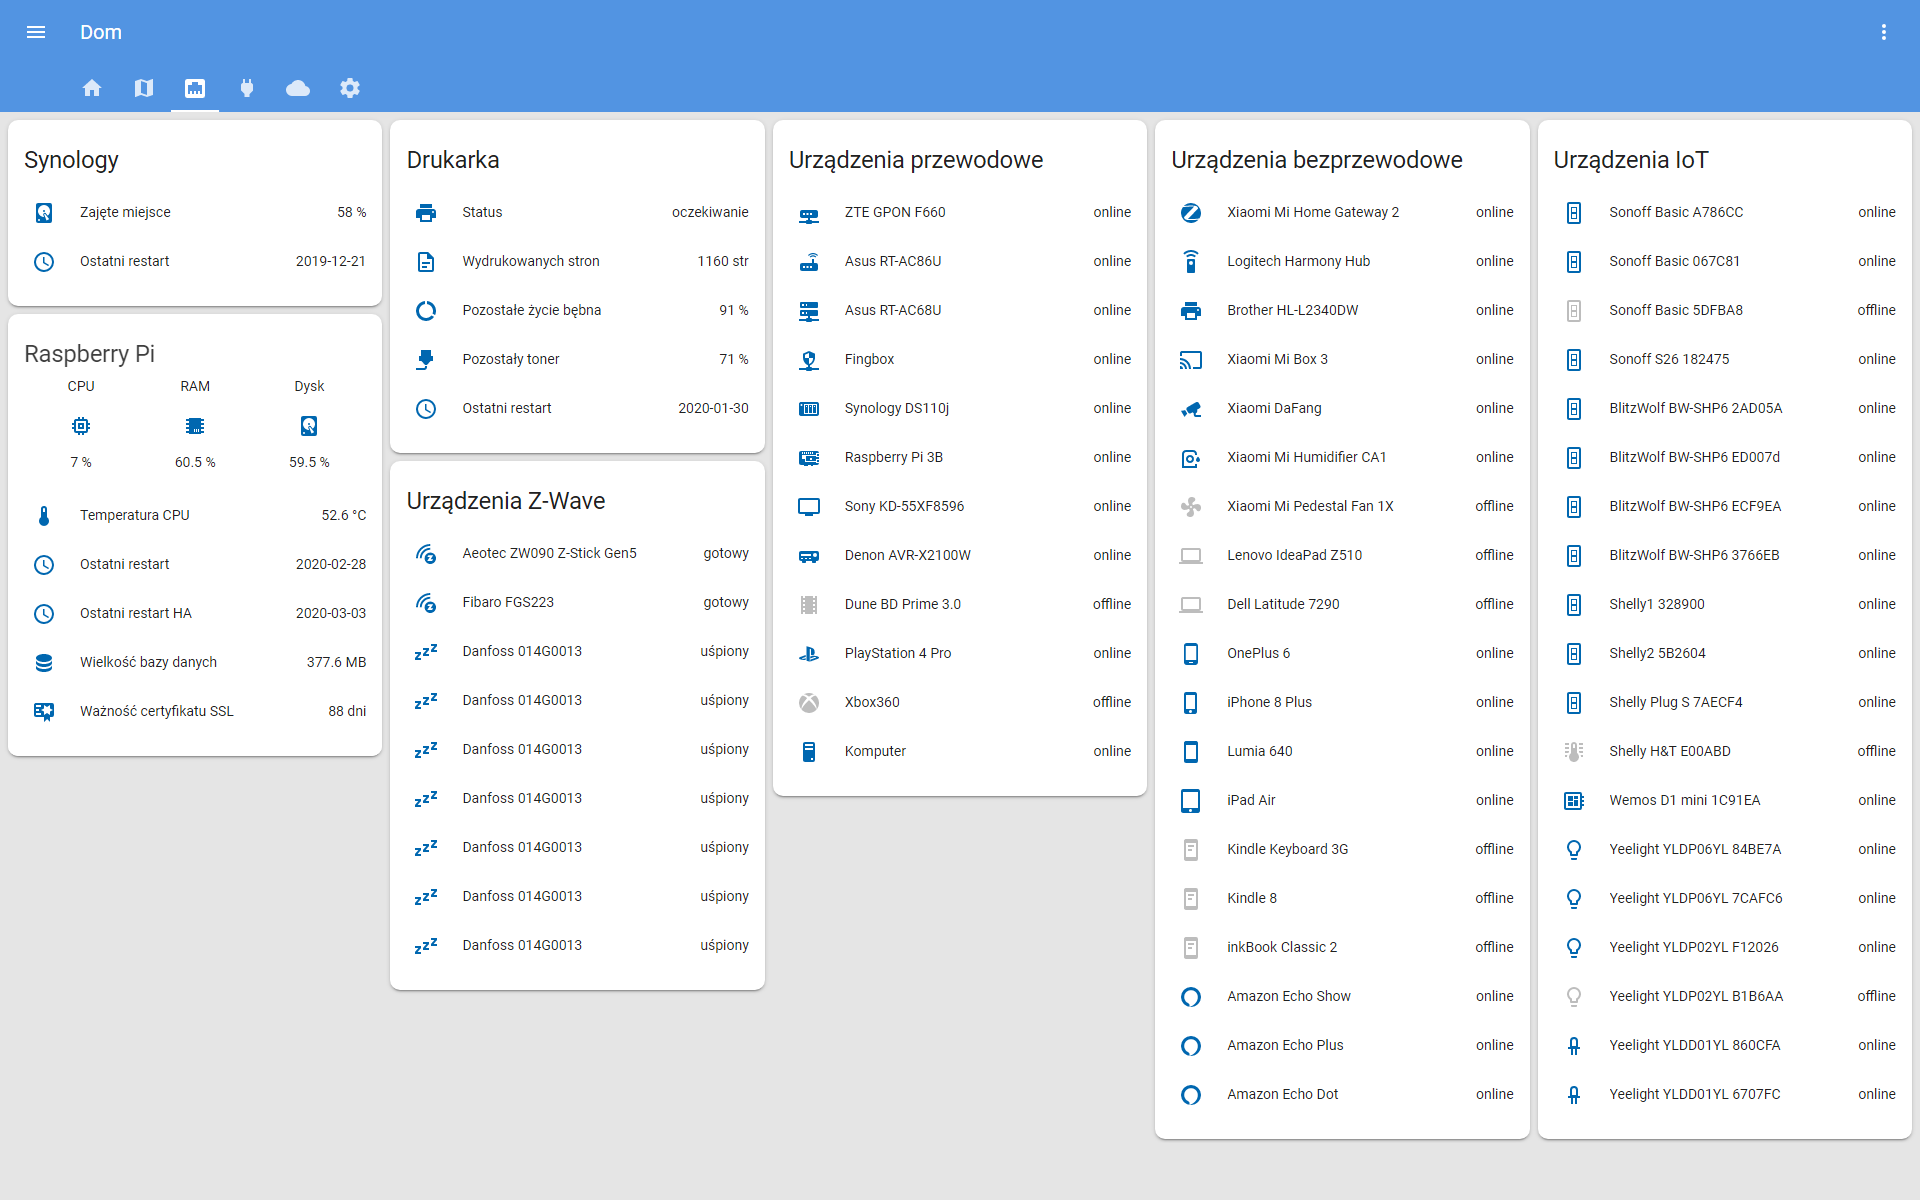 Dom
Synology
Zajęte miejsce 58 %
Ostatni restart 2019-12-21
Raspberry Pi
CPU RAM Dysk
7 % 60.5 % 59.5 %
Temperatura CPU 52.6 °C
Ostatni restart 2020-02-28
Ostatni restart HA 2020-03-03
Wielkość bazy danych 377.6 MB
Ważność certyfikatu SSL 88 dni
Drukarka
Status oczekiwanie
Wydrukowanych stron 1160 str
Pozostałe życie bębna 91 %
Pozostały toner 71 %
Ostatni restart 2020-01-30
Urządzenia Z-Wave
Aeotec ZW090 Z-Stick Gen5 gotowy
Fibaro FGS223 gotowy
Danfoss 014G0013 uśpiony
Danfoss 014G0013 uśpiony
Danfoss 014G0013 uśpiony
Danfoss 014G0013 uśpiony
Danfoss 014G0013 uśpiony
Danfoss 014G0013 uśpiony
Danfoss 014G0013 uśpiony
Urządzenia przewodowe
ZTE GPON F660 online
Asus RT-AC86U online
Asus RT-AC68U online
Fingbox online
Synology DS110j online
Raspberry Pi 3B online
Sony KD-55XF8596 online
Denon AVR-X2100W online
Dune BD Prime 3.0 offline
PlayStation 4 Pro online
Xbox360 offline
Komputer online
Urządzenia bezprzewodowe
Xiaomi Mi Home Gateway 2 online
Logitech Harmony Hub online
Brother HL-L2340DW online
Xiaomi Mi Box 3 online
Xiaomi DaFang online
Xiaomi Mi Humidifier CA1 online
Xiaomi Mi Pedestal Fan 1X offline
Lenovo IdeaPad Z510 offline
Dell Latitude 7290 offline
OnePlus 6 online
iPhone 8 Plus online
Lumia 640 online
iPad Air online
Kindle Keyboard 3G offline
Kindle 8 offline
inkBook Classic 2 offline
Amazon Echo Show online
Amazon Echo Plus online
Amazon Echo Dot online
Urządzenia IoT
Sonoff Basic A786CC online
Sonoff Basic 067C81 online
Sonoff Basic 5DFBA8 offline
Sonoff S26 182475 online
BlitzWolf BW-SHP6 2AD05A online
BlitzWolf BW-SHP6 ED007d online
BlitzWolf BW-SHP6 ECF9EA online
BlitzWolf BW-SHP6 3766EB online
Shelly1 328900 online
Shelly2 5B2604 online
Shelly Plug S 7AECF4 online
Shelly H&T E00ABD offline
Wemos D1 mini 1C91EA online
Yeelight YLDP06YL 84BE7A online
Yeelight YLDP06YL 7CAFC6 online
Yeelight YLDP02YL F12026 online
Yeelight YLDP02YL B1B6AA offline
Yeelight YLDD01YL 860CFA online
Yeelight YLDD01YL 6707FC online